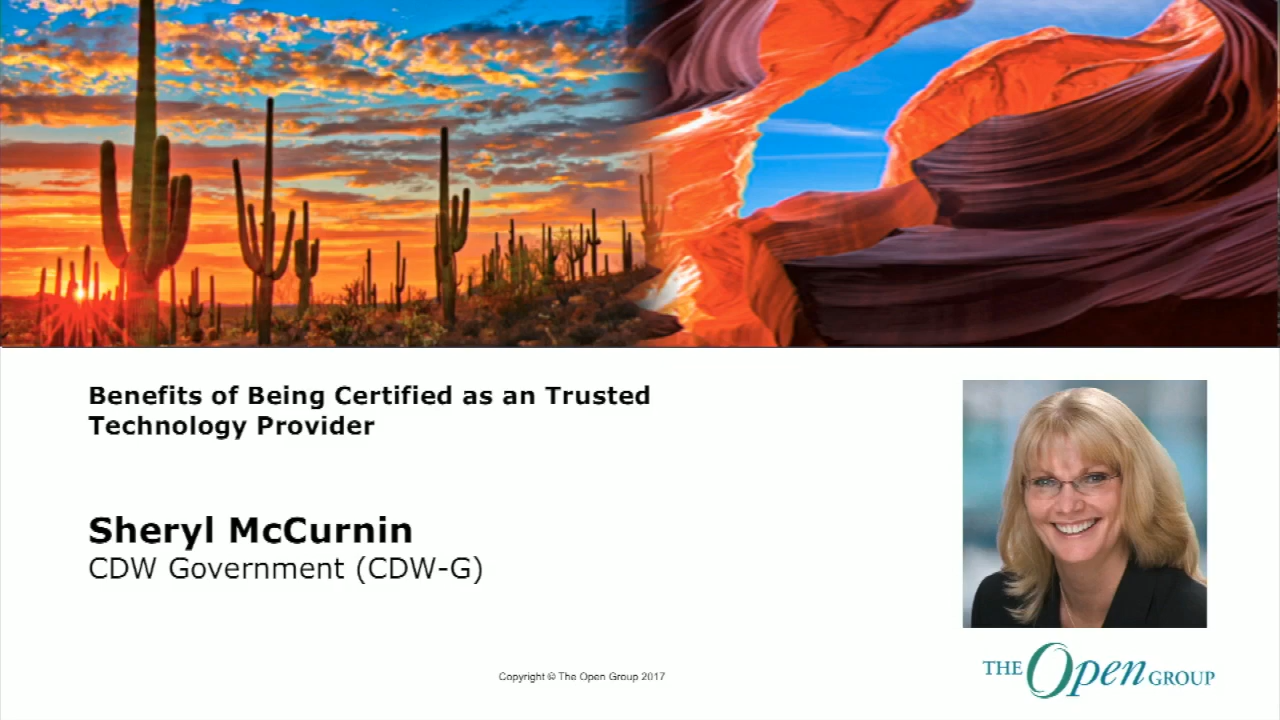 Benefits of Being Certified as an Trusted
Technology Provider
Sheryl McCurnin
CDW Government (CDW-G)
Copyright © The Open Group 2017
THE Open GROUP